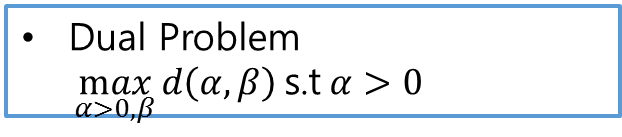 • Dual Problem
max d(α, β) s.t α > 0
α>0,β